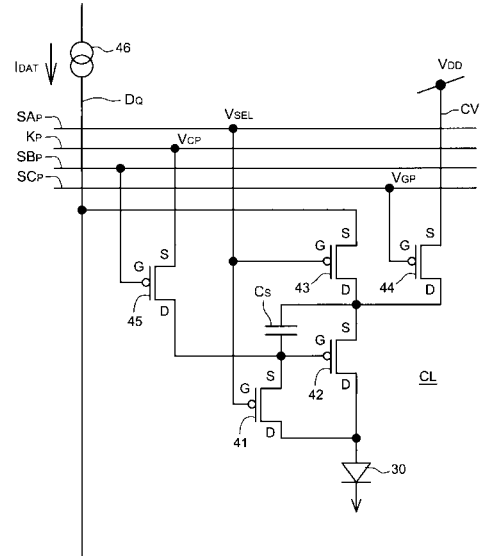 46
IDAT
DQ
VDD
CV
SAP
VSEL
KP
VCP
SBP
SCP
VGP
S
G
D
45
S
G
D
43
S
G
D
44
CS
S
G
D
42
S
G
D
41
CL
30